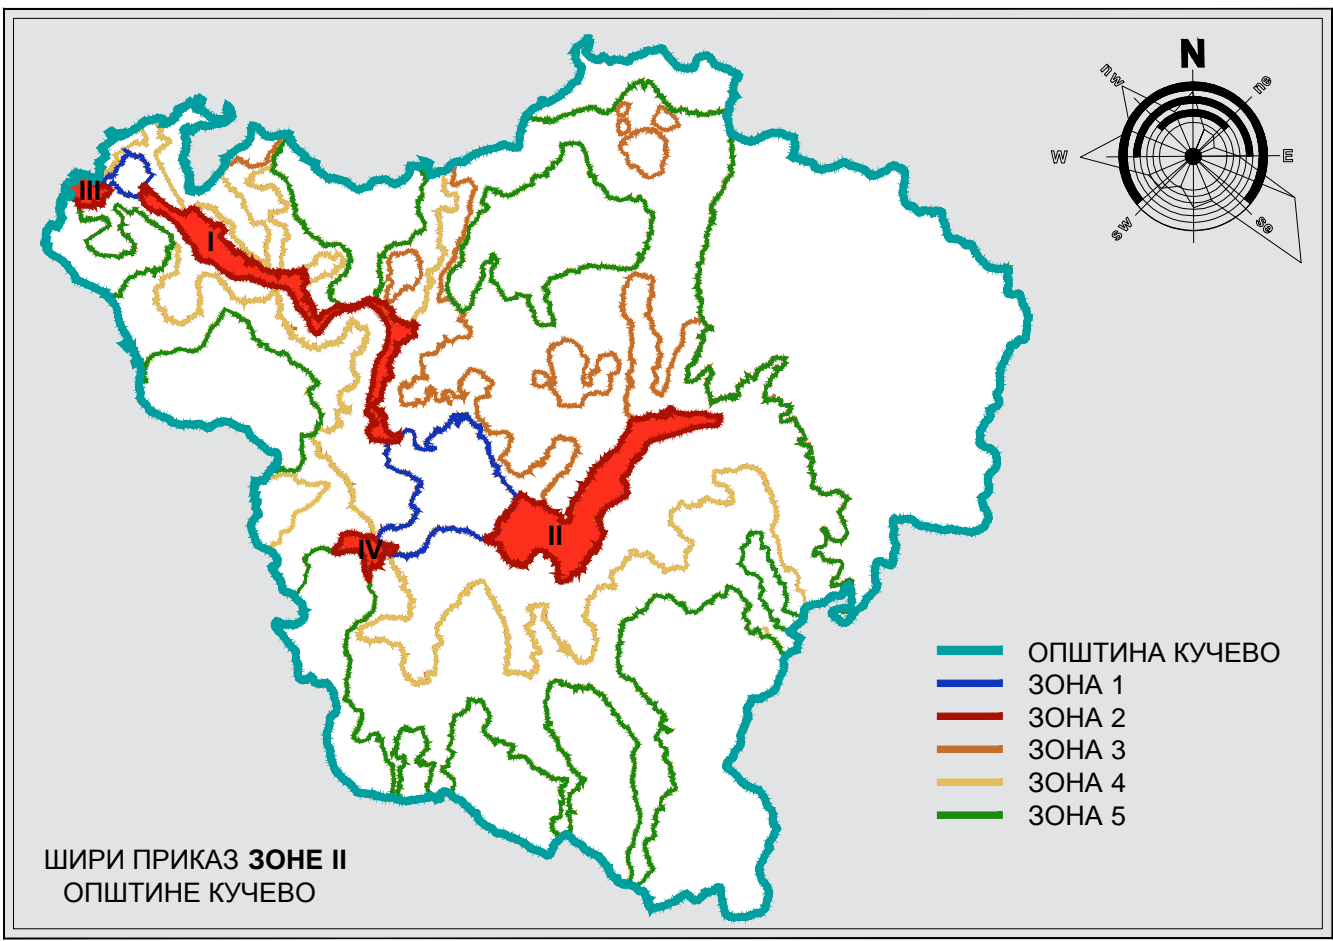 N
nw
ne
W
E
sw
se
III
I
II
IV
ОПШТИНА КУЧЕВО
ЗОНА 1
ЗОНА 2
ЗОНА 3
ЗОНА 4
ЗОНА 5
ШИРИ ПРИКАЗ ЗОНЕ II
ОПШТИНЕ КУЧЕВО